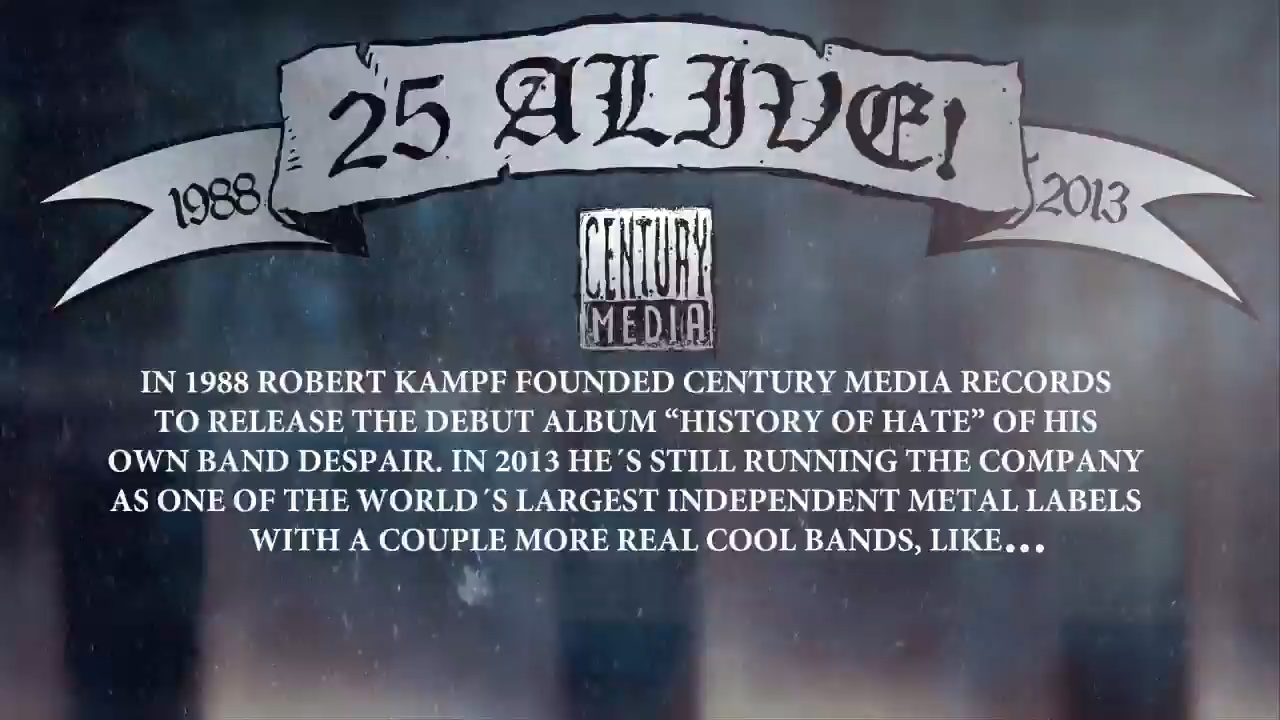 25 ALIVE!
1988
2013
CENTURY
MEDIA
IN 1988 ROBERT KAMPF FOUNDED CENTURY MEDIA RECORDS
TO RELEASE THE DEBUT ALBUM “HISTORY OF HATE” OF HIS
OWN BAND DESPAIR. IN 2013 HE´S STILL RUNNING THE COMPANY
AS ONE OF THE WORLD´S LARGEST INDEPENDENT METAL LABELS
WITH A COUPLE MORE REAL COOL BANDS, LIKE...